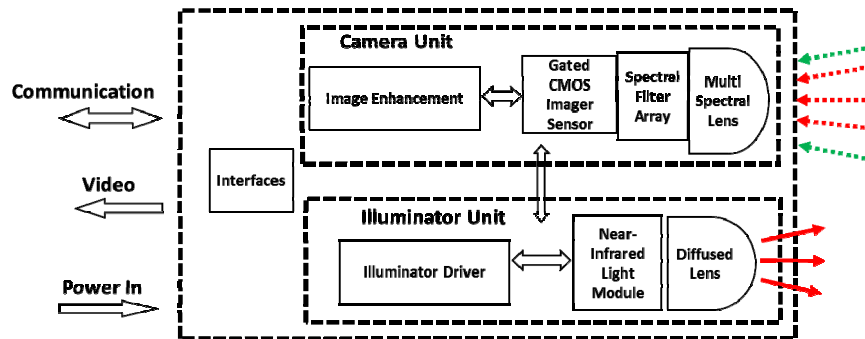 Camera Unit
Communication
Image Enhancement
Gated
CMOS
Imager
Sensor
Spectral
Filter
Array
Multi
Spectral
Lens
Video
Interfaces
Illuminator Unit
Power In
Illuminator Driver
Near-
Infrared
Light
Module
Diffused
Lens